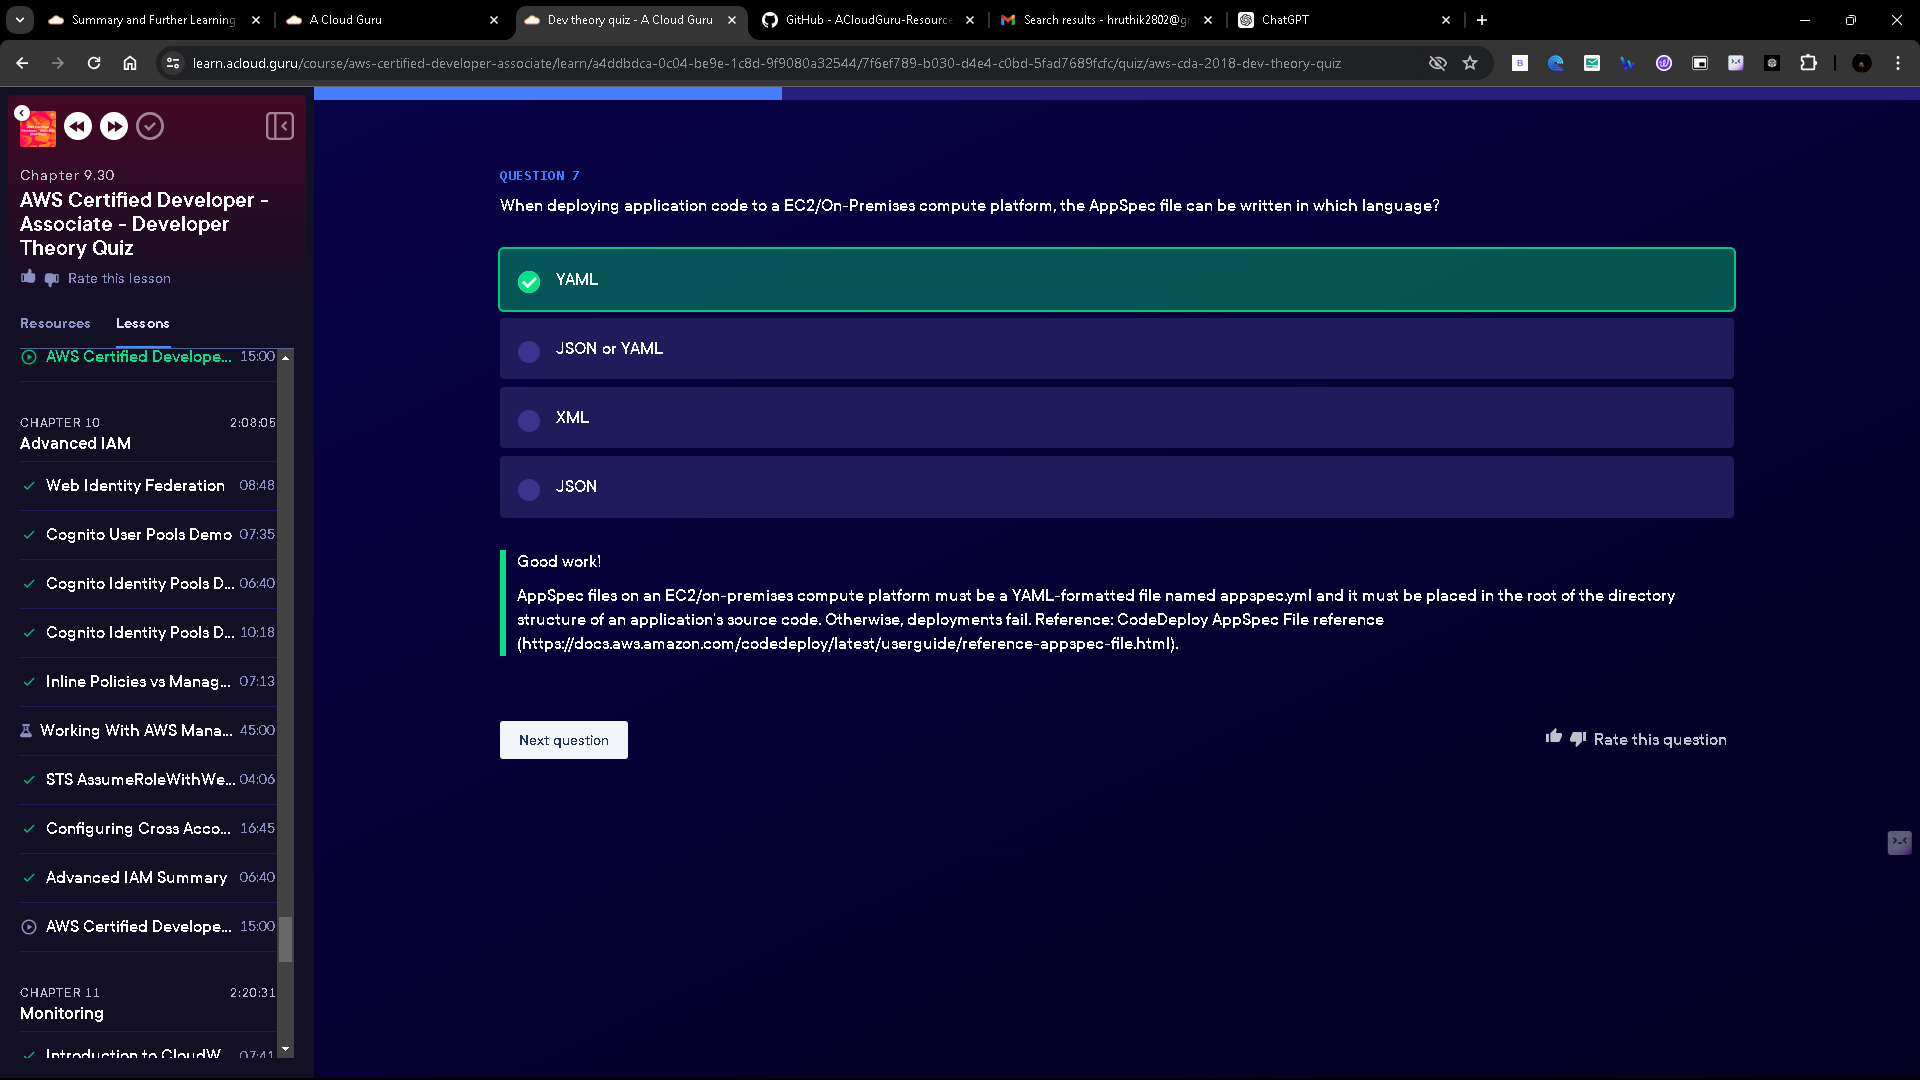 Summary and Further Learning
A Cloud Guru
Dev theory quiz - A Cloud Guru
GitHub - ACloudGuru-Resource
Search results - hruthik2802@gr
ChatGPT
learn.acloud.guru/course/aws-certified-developer-associate/learn/a4ddbdca-0c04-be9e-1c8d-9f9080a32544/7f6ef789-b030-d4e4-c0bd-5fad7689fcfc/quiz/aws-cda-2018-dev-theory-quiz
Chapter 9.30
AWS Certified Developer -
Associate - Developer
Theory Quiz
Rate this lesson
Resources
Lessons
AWS Certified Develope... 15:00
CHAPTER 10 2:08:05
Advanced IAM
Web Identity Federation 08:48
Cognito User Pools Demo 07:35
Cognito Identity Pools D... 06:40
Cognito Identity Pools D... 10:18
Inline Policies vs Manag... 07:13
Working With AWS Mana... 45:00
STS AssumeRoleWithWe... 04:06
Configuring Cross Acco... 16:45
Advanced IAM Summary 06:40
AWS Certified Develope... 15:00
CHAPTER 11 2:20:31
Monitoring
Introduction to CloudW 07:41
QUESTION 7
When deploying application code to a EC2/On-Premises compute platform, the AppSpec file can be written in which language?
YAML
JSON or YAML
XML
JSON
Good work!
AppSpec files on an EC2/on-premises compute platform must be a YAML-formatted file named appspec.yml and it must be placed in the root of the directory
structure of an application's source code. Otherwise, deployments fail. Reference: CodeDeploy AppSpec File reference
(https://docs.aws.amazon.com/codedeploy/latest/userguide/reference-appspec-file.html).
Next question
Rate this question